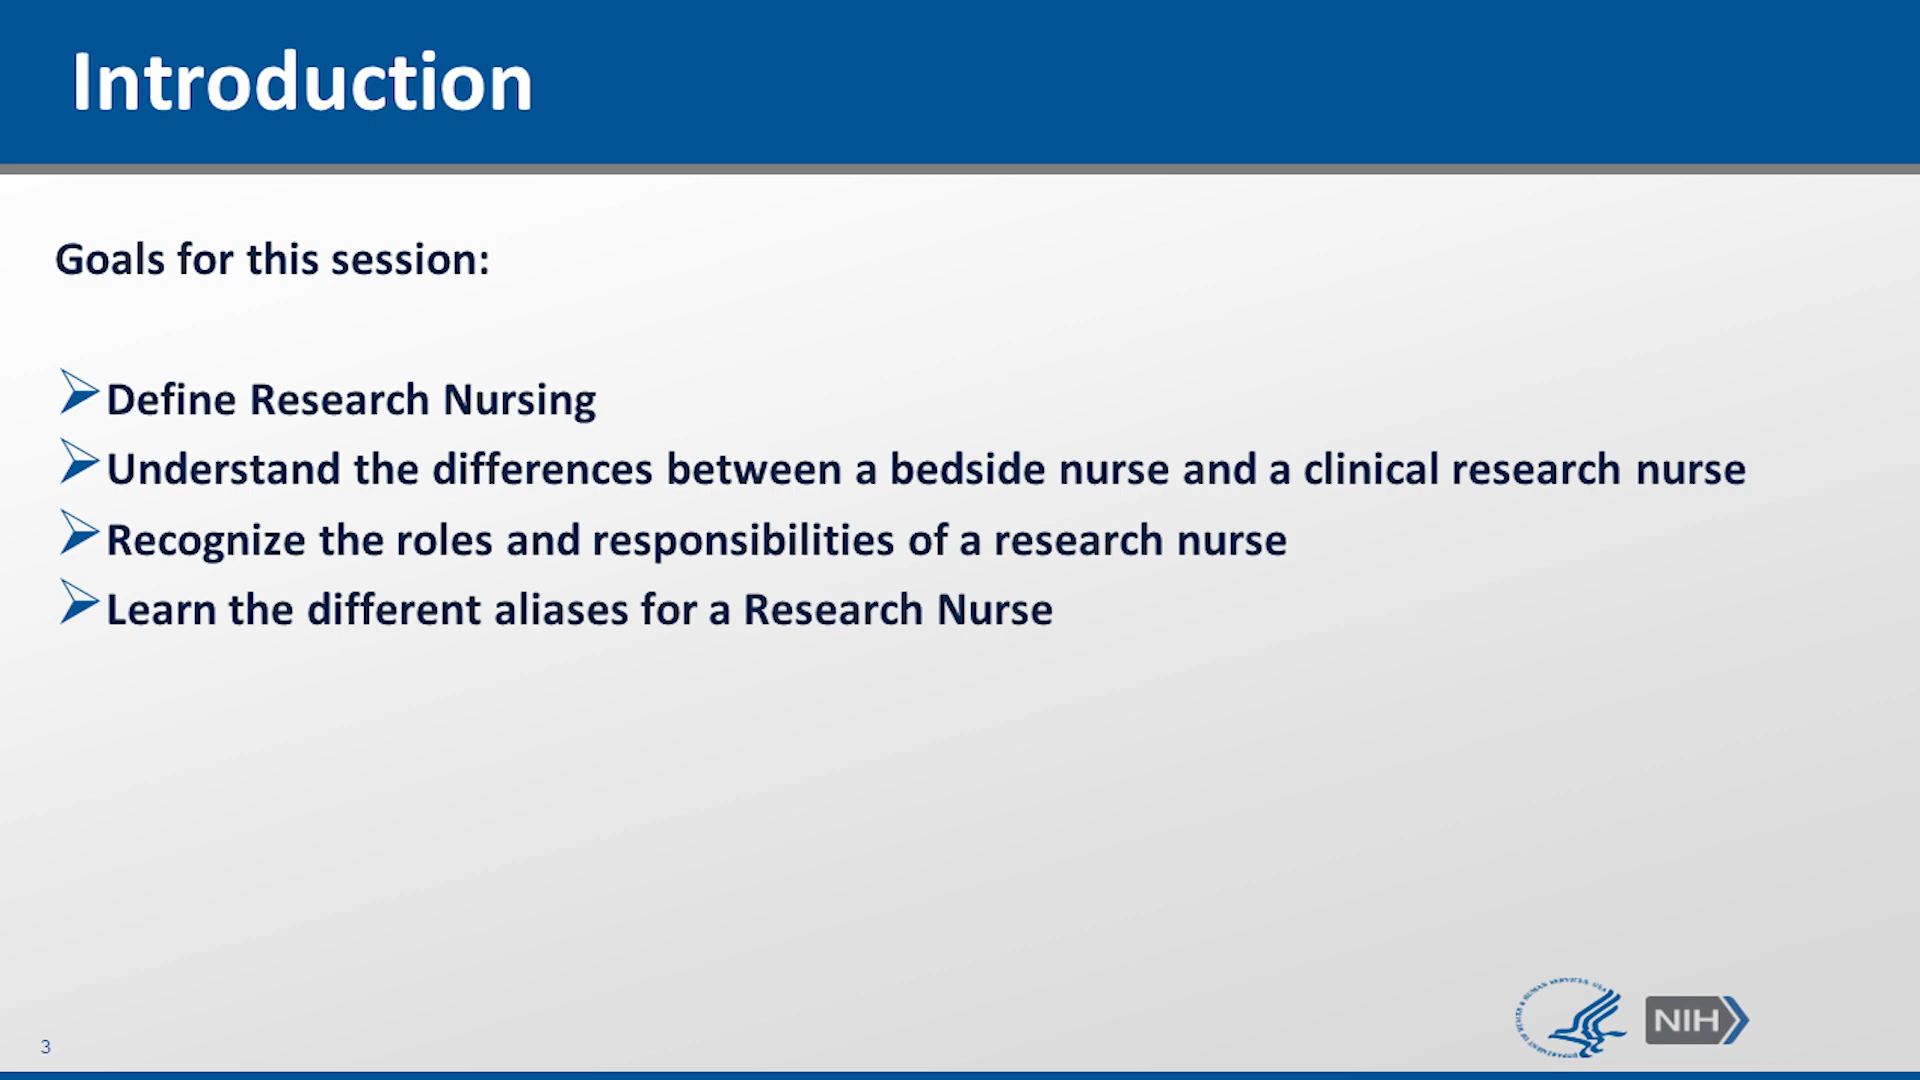 Introduction
Goals for this session:
Define Research Nursing
Understand the differences between a bedside nurse and a clinical research nurse
Recognize the roles and responsibilities of a research nurse
Learn the different aliases for a Research Nurse
3
NIH